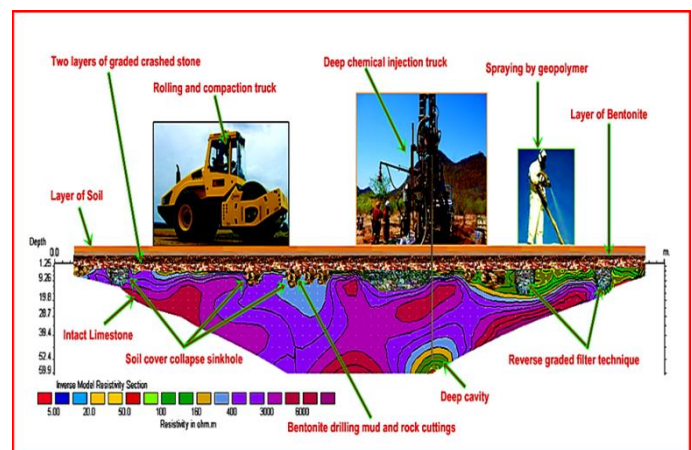 Two layers of graded crashed stone
Deep chemical injection truck
Spraying by geopolymer
Rolling and compaction truck
Layer of Bentonite
Layer of Soil
Depth
0.0
m.
1.25
9.26
19.8
28.7
39.4
52.4
59.9
Intact Limestone
Soil cover collapse sinkhole
Reverse graded filter technique
Deep cavity
Inverse Model Resistivity Section
5.00 20.0 50.0 100 160 400 3000 6000
Resistivity in ohm.m
Bentonite drilling mud and rock cuttings